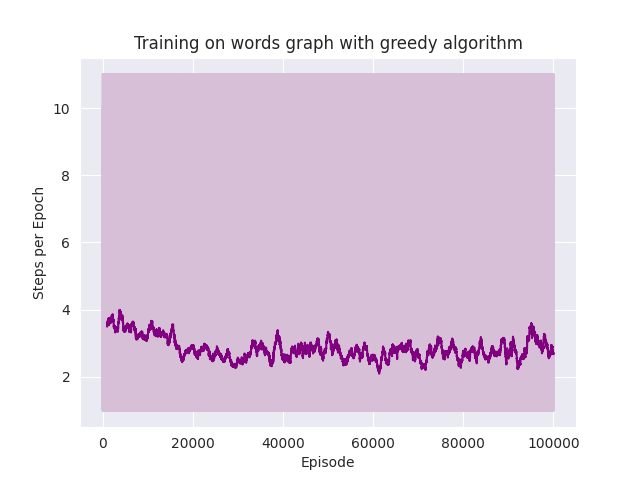 Training on words graph with greedy algorithm
Steps per Epoch
10
8
6
4
2
0 20000 40000 60000 80000 100000
Episode